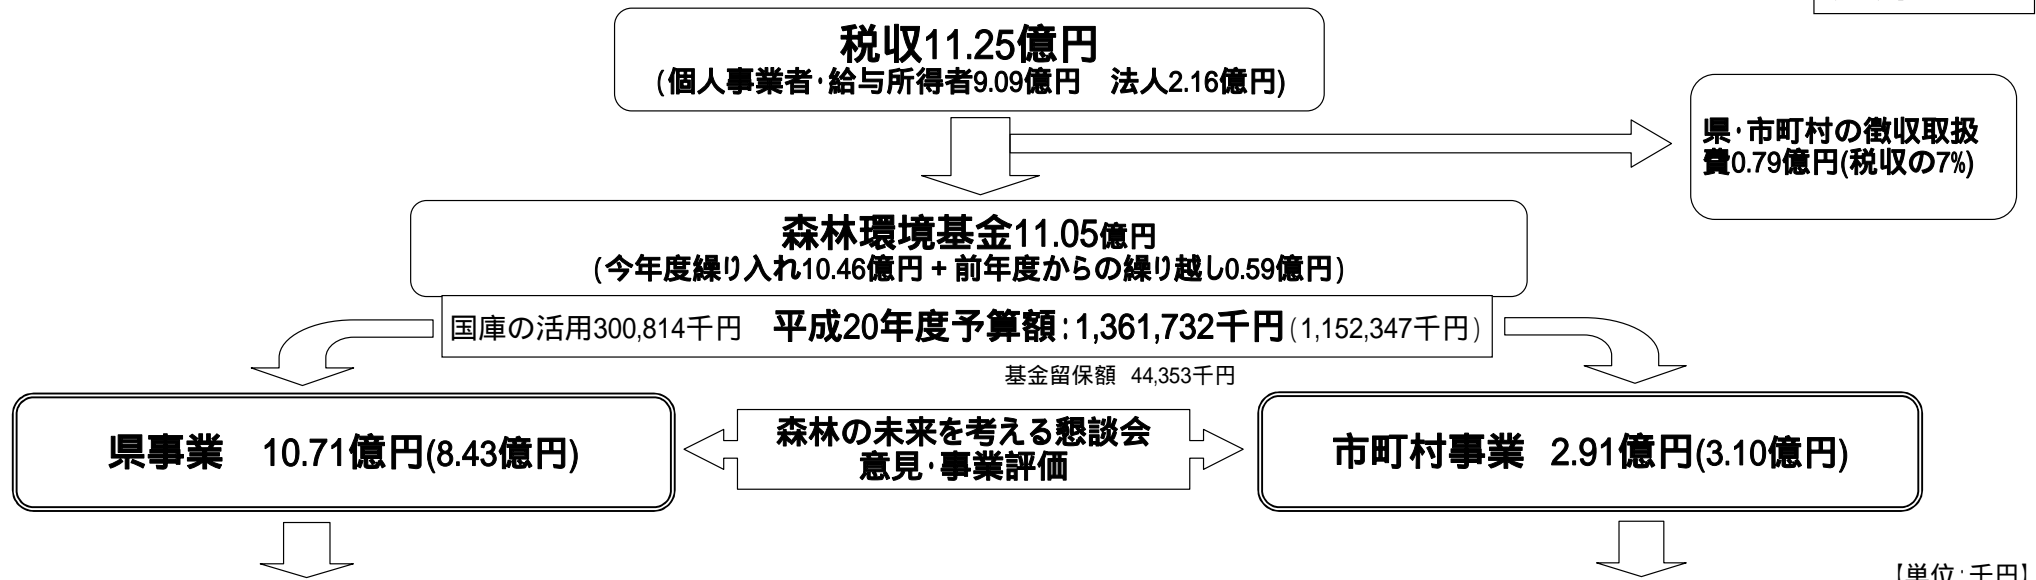 税収11.25億円
(個人事業者･給与所得者9.09億円　法人2.16億円)
県･市町村の徴収取扱
費0.79億円(税収の7%)
森林環境基金11.05億円
(今年度繰り入れ10.46億円+前年度からの繰り越し0.59億円)
国庫の活用300,814千円　平成20年度予算額:1,361,732千円(1,152,347千円)
基金留保額 44,353千円
県事業　10.71億円(8.43億円)
森林の未来を考える懇談会
意見･事業評価
市町村事業 2.91億円(3.10億円)
【単位:千円】